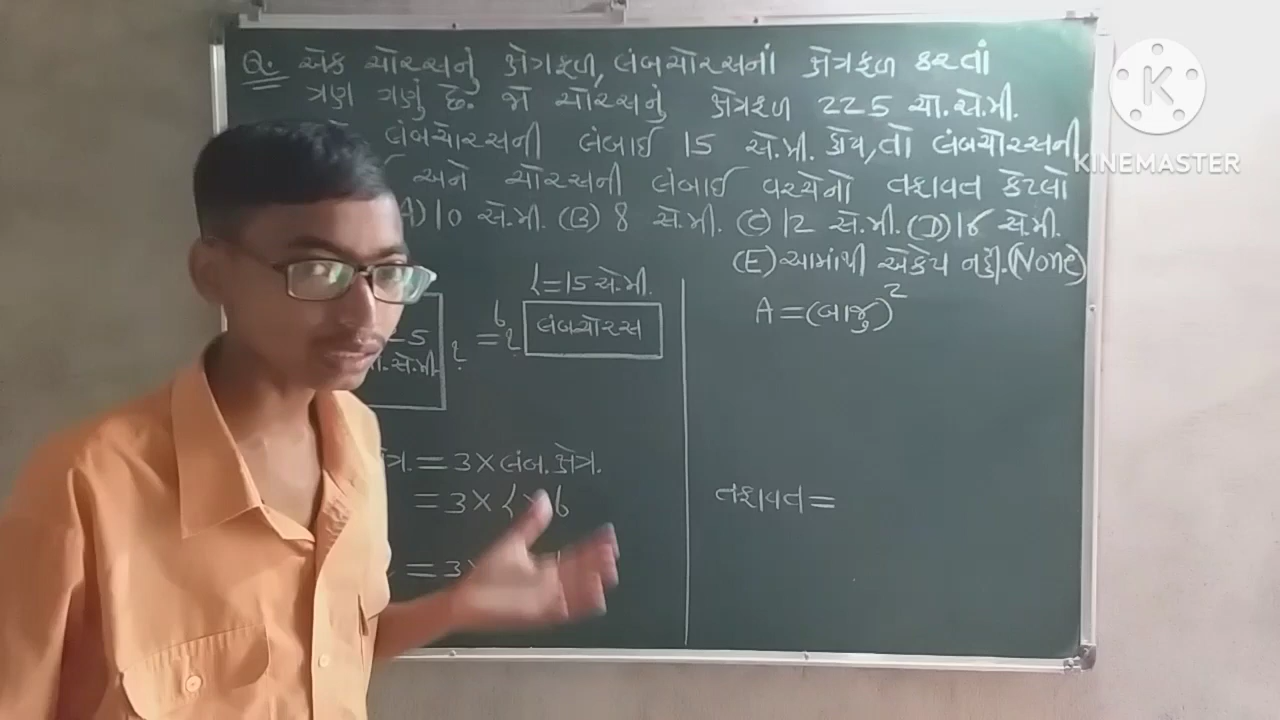 Q. એક ચોરસનું ક્ષેત્રફળ, લંબચોરસનાં ક્ષેત્રફળ કરતાં
ત્રણ ગણું છે. જો ચોરસનું ક્ષેત્રફળ 225 ચો.સે.મી.
લંબચોરસની લંબાઈ 15 સે.મી. હોય, તો લંબચોરસની
અને ચોરસની લંબાઈ વચ્ચેનો તફાવત કેટલો
A) 10 સે.મી. (B) 8 સે.મી. (C) 12 સે.મી. (D) 16 સે.મી.
(E) આમાંથી એકેય નહીં. (None)
l = 15 સે.મી.
b = ?
લંબચોરસ
સે.મી.
?
= 3 × લંબ. ક્ષેત્ર.
= 3 × l × b
= 3
A = (બાજુ)²
તફાવત =
K
KINEMASTER